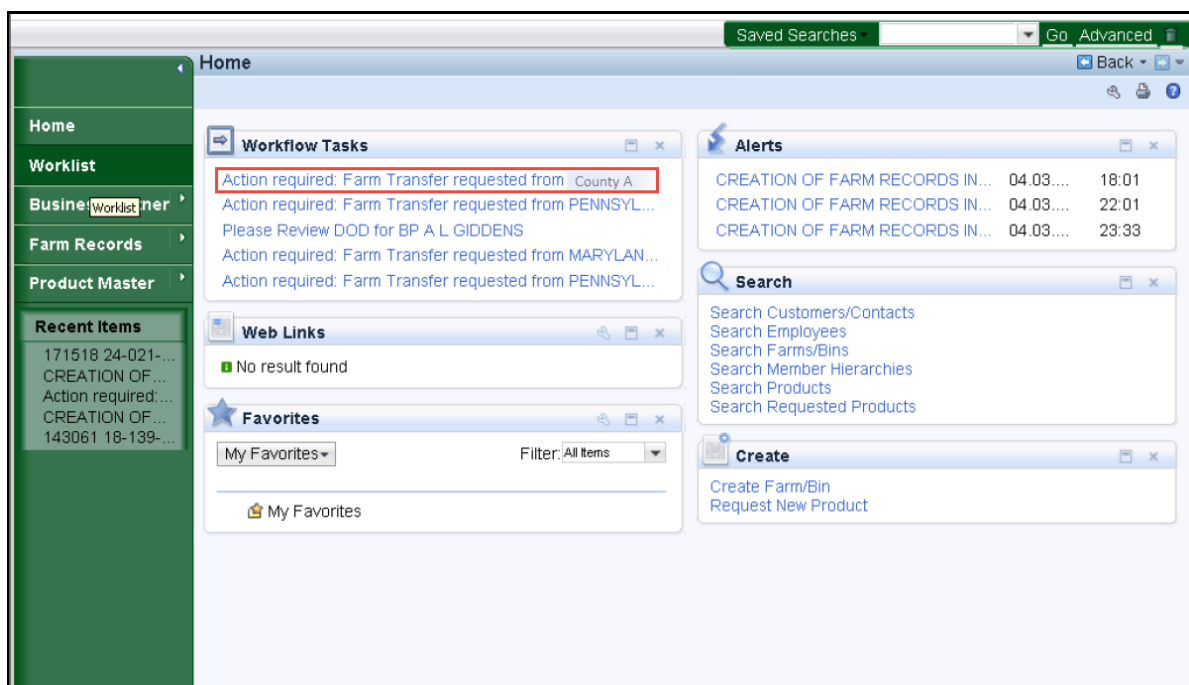 Saved Searches Go Advanced
Home Back
Home
Worklist
Busine Worklist ner
Farm Records
Product Master
Recent Items
171518 24-021-...
CREATION OF...
Action required:...
CREATION OF...
143061 18-139-...
Workflow Tasks
Action required: Farm Transfer requested from County A
Action required: Farm Transfer requested from PENNSYL...
Please Review DOD for BP A L GIDDENS
Action required: Farm Transfer requested from MARYLAN...
Action required: Farm Transfer requested from PENNSYL...
Web Links
No result found
Favorites
My Favorites Filter: All Items
My Favorites
Alerts
CREATION OF FARM RECORDS IN... 04.03.... 18:01
CREATION OF FARM RECORDS IN... 04.03.... 22:01
CREATION OF FARM RECORDS IN... 04.03.... 23:33
Search
Search Customers/Contacts
Search Employees
Search Farms/Bins
Search Member Hierarchies
Search Products
Search Requested Products
Create
Create Farm/Bin
Request New Product